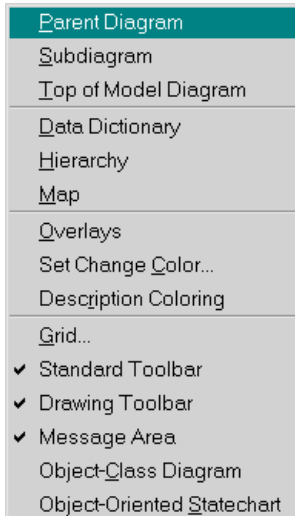 Parent Diagram
Subdiagram
Top of Model Diagram
Data Dictionary
Hierarchy
Map
Overlays
Set Change Color...
Description Coloring
Grid...
Standard Toolbar
Drawing Toolbar
Message Area
Object-Class Diagram
Object-Oriented Statechart